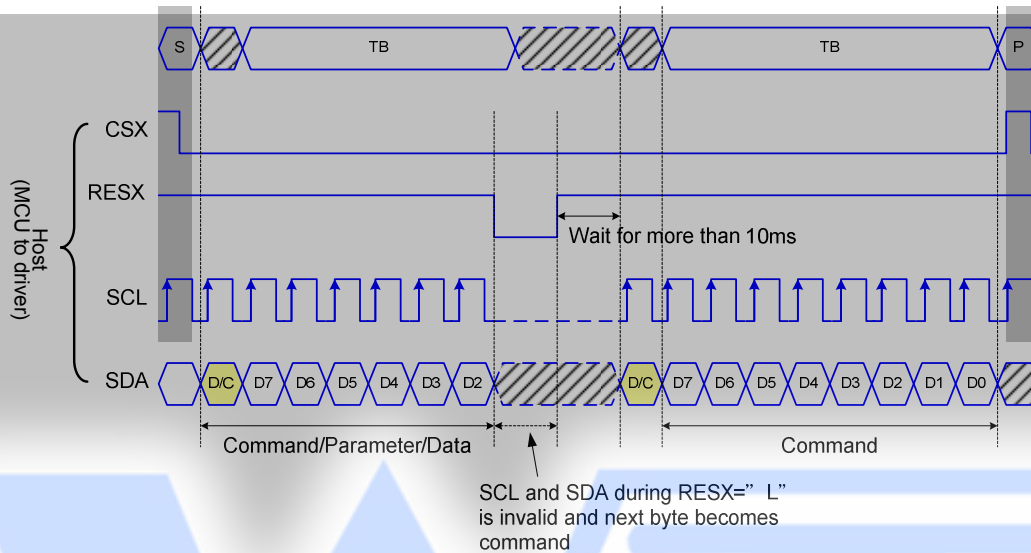 S TB TB P
CSX
RESX
Wait for more than 10ms
Host
(MCU to driver)
SCL
SDA D/C D7 D6 D5 D4 D3 D2 D/C D7 D6 D5 D4 D3 D2 D1 D0
Command/Parameter/Data Command
SCL and SDA during RESX=” L”
is invalid and next byte becomes
command